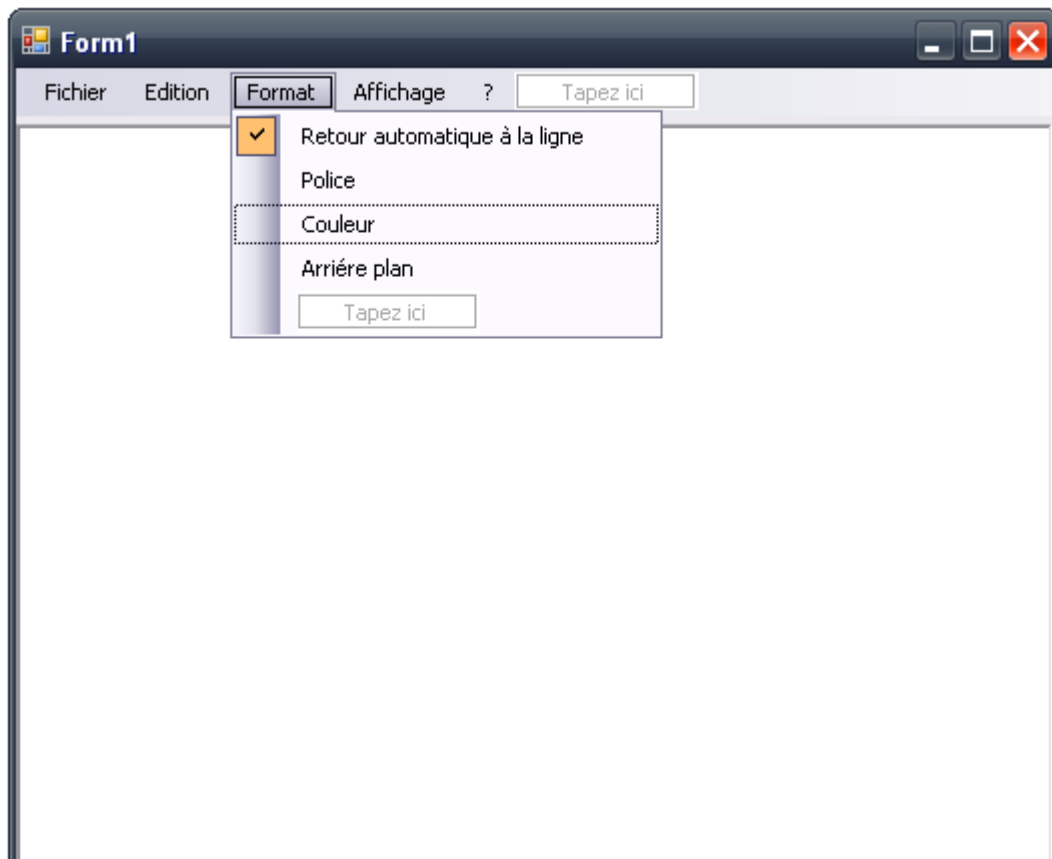 Form1
Fichier Edition Format Affichage ? Tapez ici
Retour automatique à la ligne
Police
Couleur
Arriére plan
Tapez ici